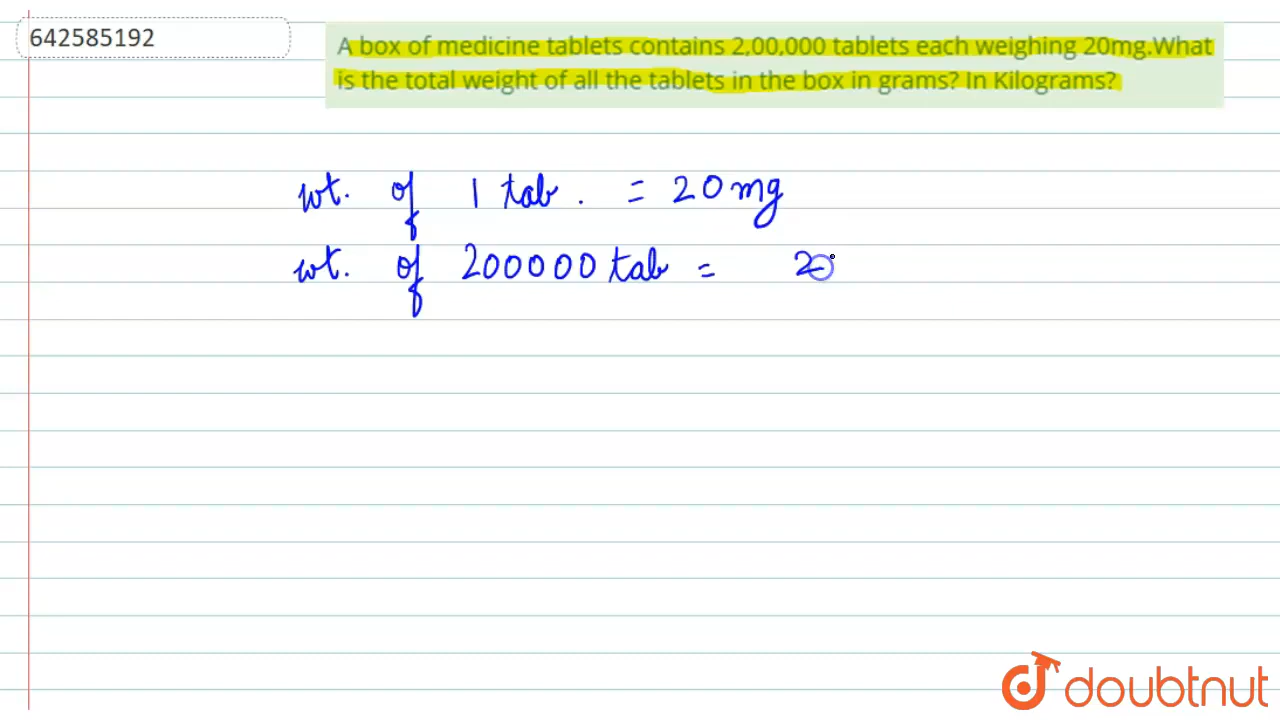 642585192
A box of medicine tablets contains 2,00,000 tablets each weighing 20mg.What
is the total weight of all the tablets in the box in grams? In Kilograms?
wt. of 1 tab. = 20mg
wt. of 200000 tab = 20
doubtnut